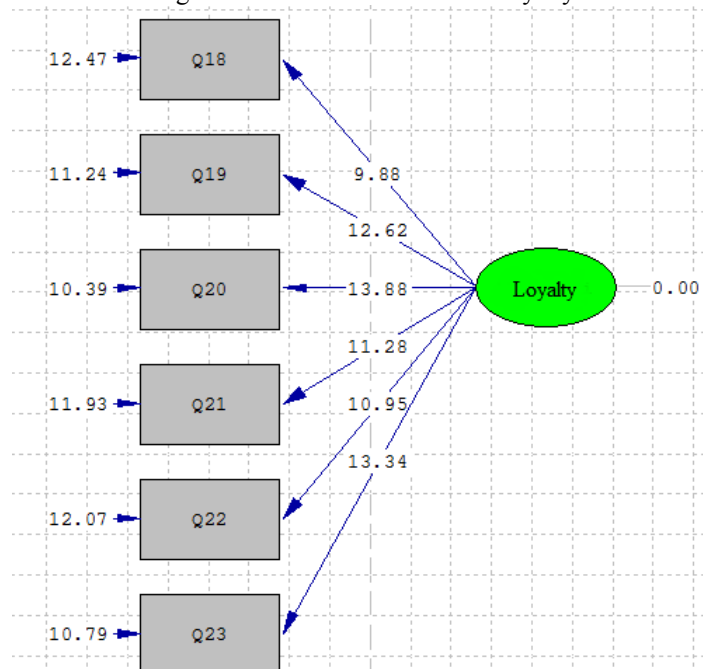 12.47 Q18
9.88
11.24 Q19
12.62
10.39 Q20 13.88 Loyalty 0.00
11.28
11.93 Q21 10.95
13.34
12.07 Q22
10.79 Q23